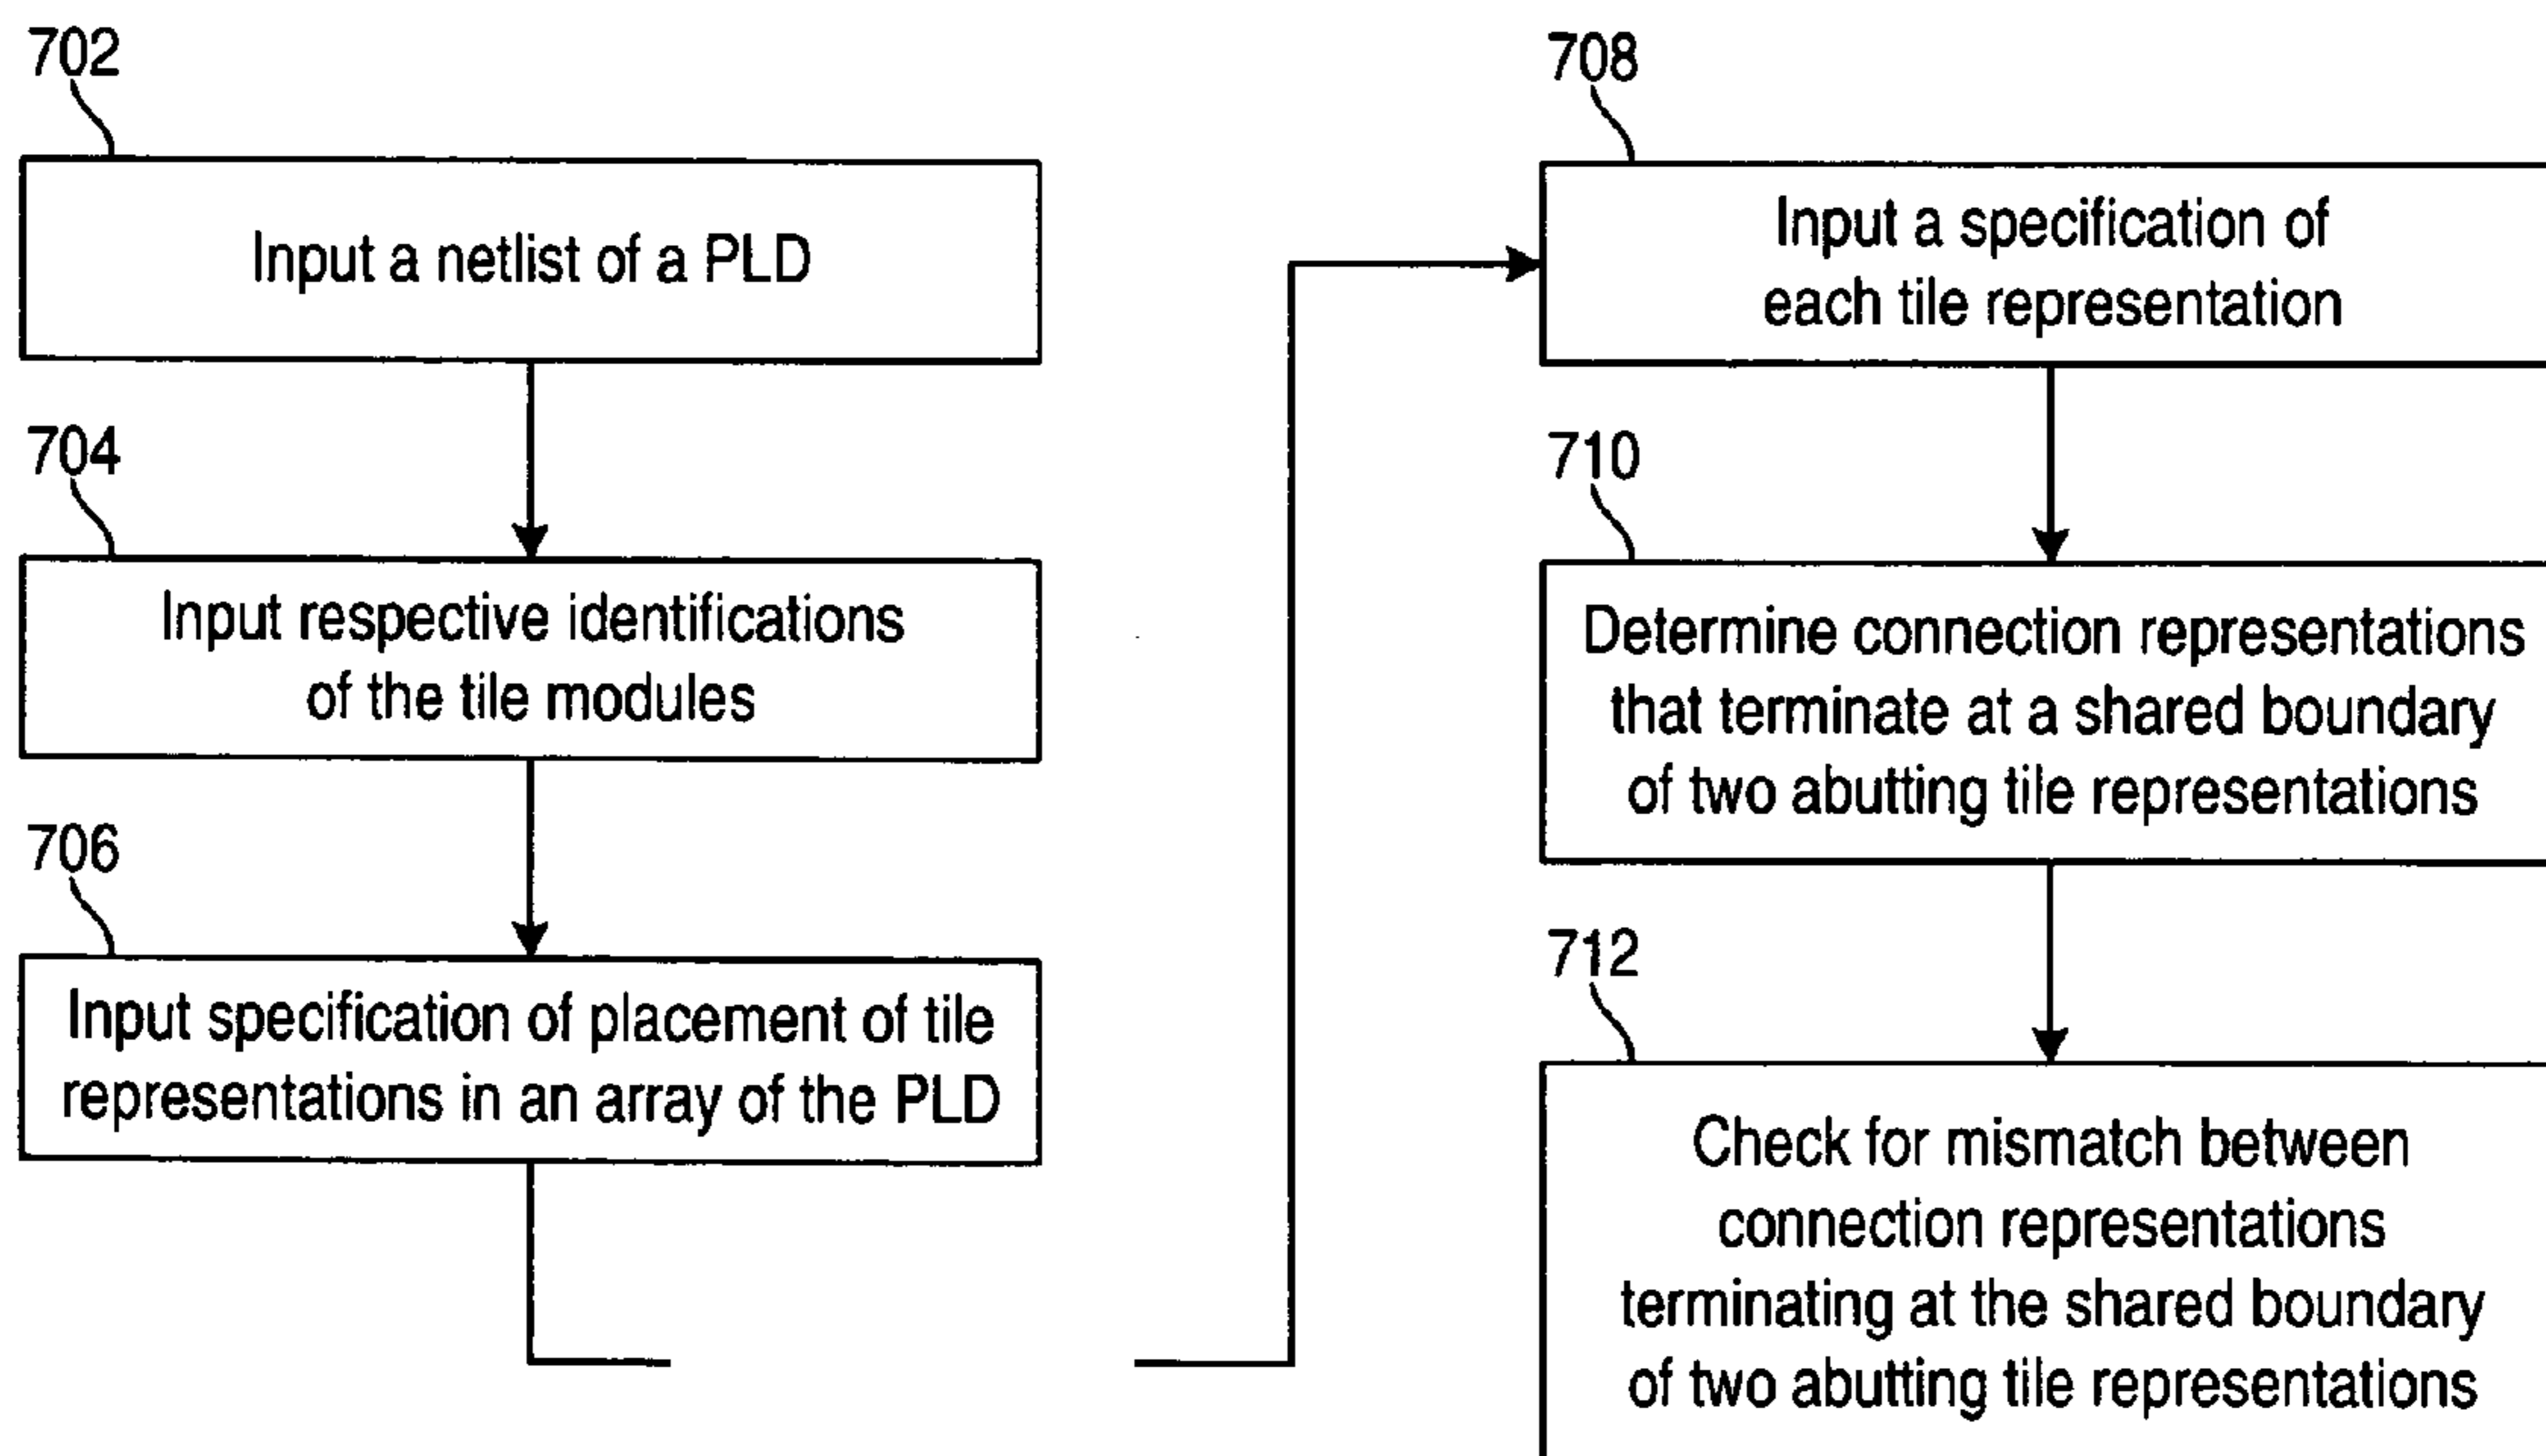 702
Input a netlist of a PLD
704
Input respective identifications
of the tile modules
706
Input specification of placement of tile
representations in an array of the PLD
708
Input a specification of
each tile representation
710
Determine connection representations
that terminate at a shared boundary
of two abutting tile representations
712
Check for mismatch between
connection representations
terminating at the shared boundary
of two abutting tile representations